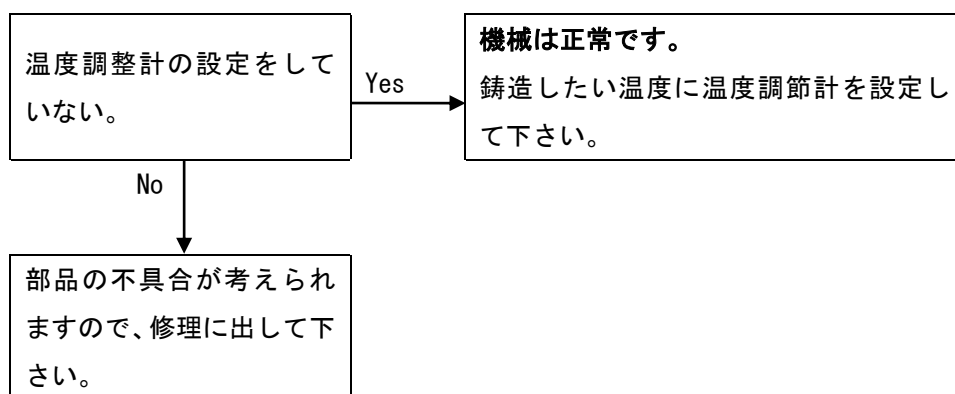 温度調整計の設定をして
いない。
Yes
機械は正常です。
鋳造したい温度に温度調節計を設定し
て下さい。
No
部品の不具合が考えられ
ますので、修理に出して下
さい。